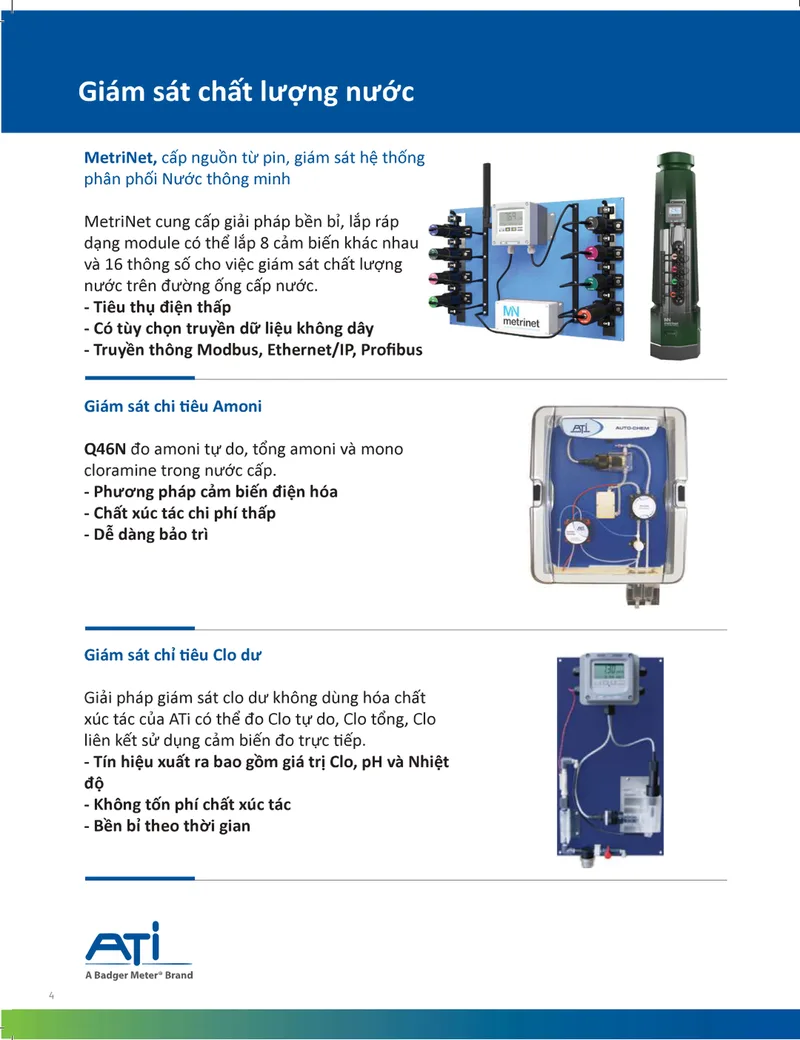 Giám sát chất lượng nước
MetriNet, cấp nguồn từ pin, giám sát hệ thống
phân phối Nước thông minh
MetriNet cung cấp giải pháp bền bỉ, lắp ráp
dạng module có thể lắp 8 cảm biến khác nhau
và 16 thông số cho việc giám sát chất lượng
nước trên đường ống cấp nước.
- Tiêu thụ điện thấp
- Có tùy chọn truyền dữ liệu không dây
- Truyền thông Modbus, Ethernet/IP, Profibus
MN
metrinet
Giám sát chi tiêu Amoni
Q46N đo amoni tự do, tổng amoni và mono
cloramine trong nước cấp.
- Phương pháp cảm biến điện hóa
- Chất xúc tác chi phí thấp
- Dễ dàng bảo trì
ATi AUTO-CHEM
ATi
Giám sát chỉ tiêu Clo dư
Giải pháp giám sát clo dư không dùng hóa chất
xúc tác của ATi có thể đo Clo tự do, Clo tổng, Clo
liên kết sử dụng cảm biến đo trực tiếp.
- Tín hiệu xuất ra bao gồm giá trị Clo, pH và Nhiệt
độ
- Không tốn phí chất xúc tác
- Bền bỉ theo thời gian
ATi
A Badger Meter® Brand
4